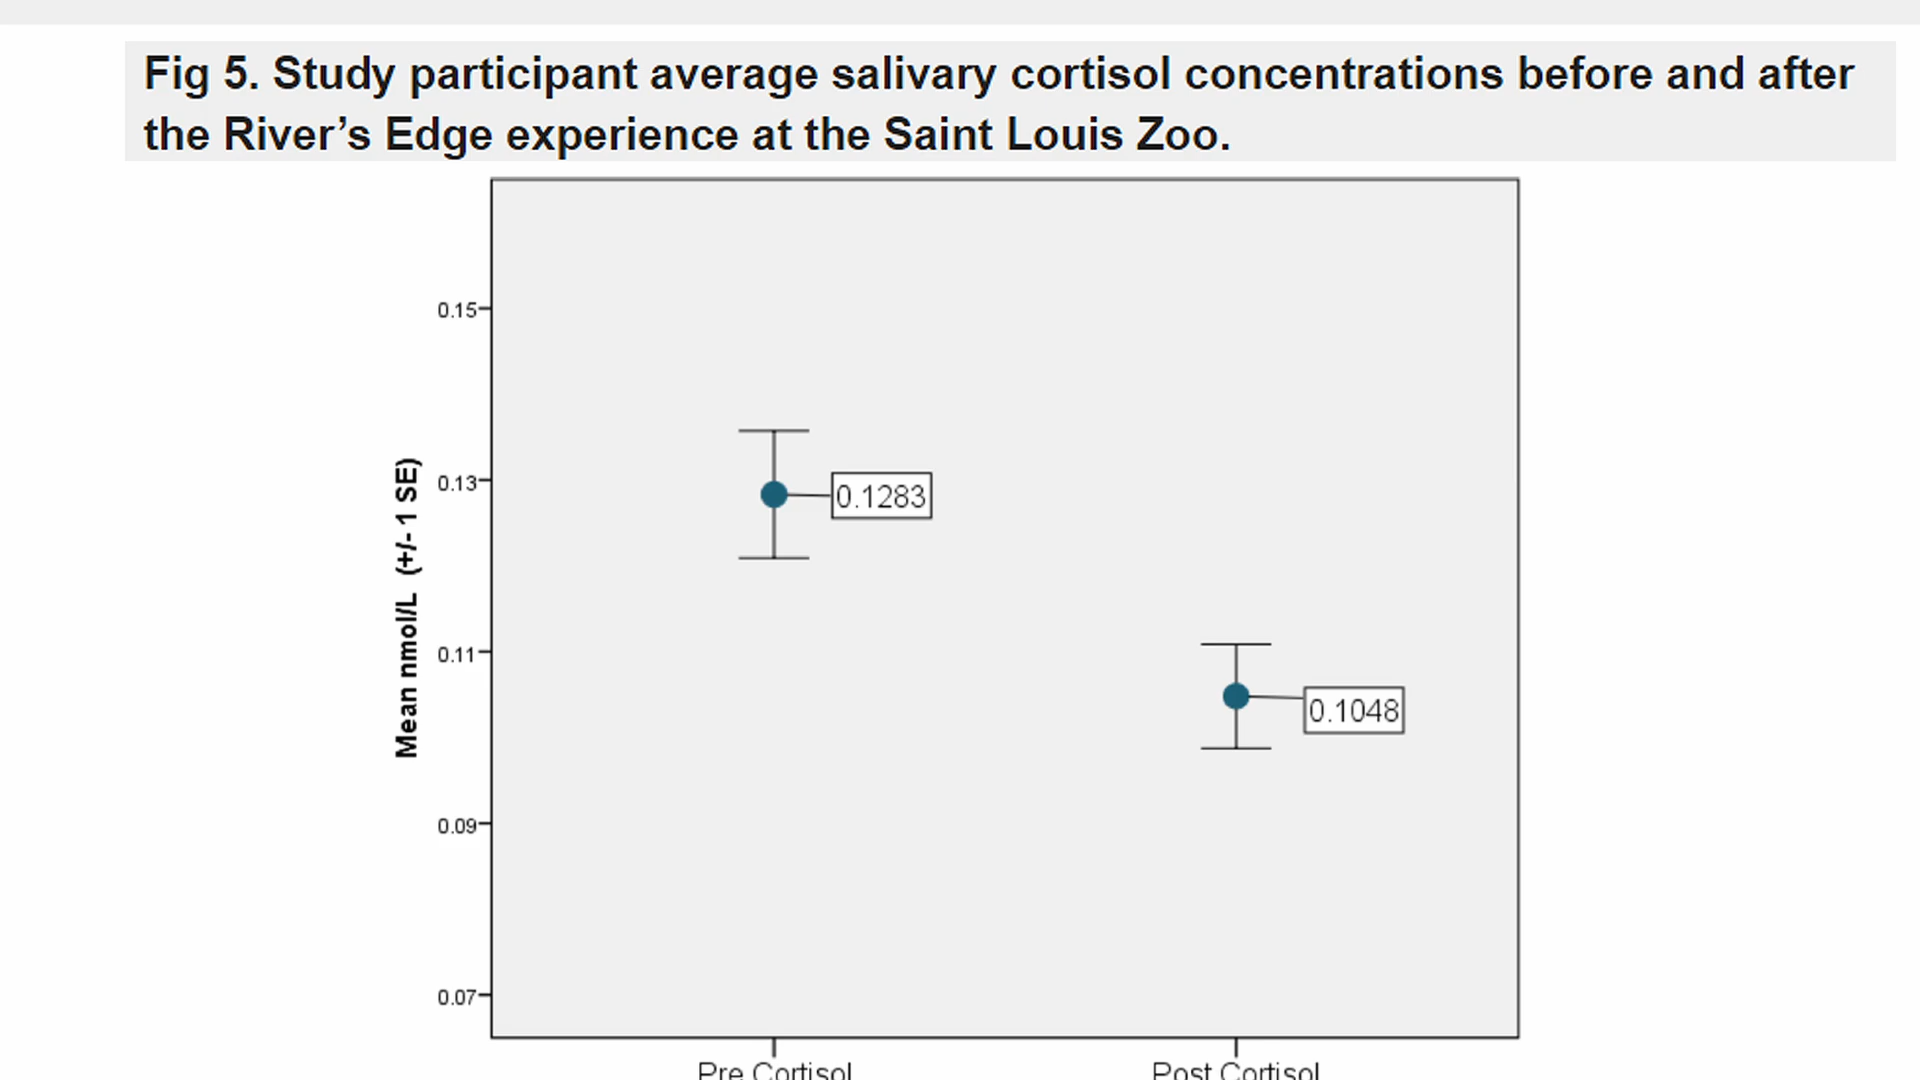 Fig 5. Study participant average salivary cortisol concentrations before and after
the River’s Edge experience at the Saint Louis Zoo.
0.15
0.13
0.11
0.09
0.07
Mean nmol/L (+/- 1 SE)
0.1283
0.1048
Pre Cortisol
Post Cortisol